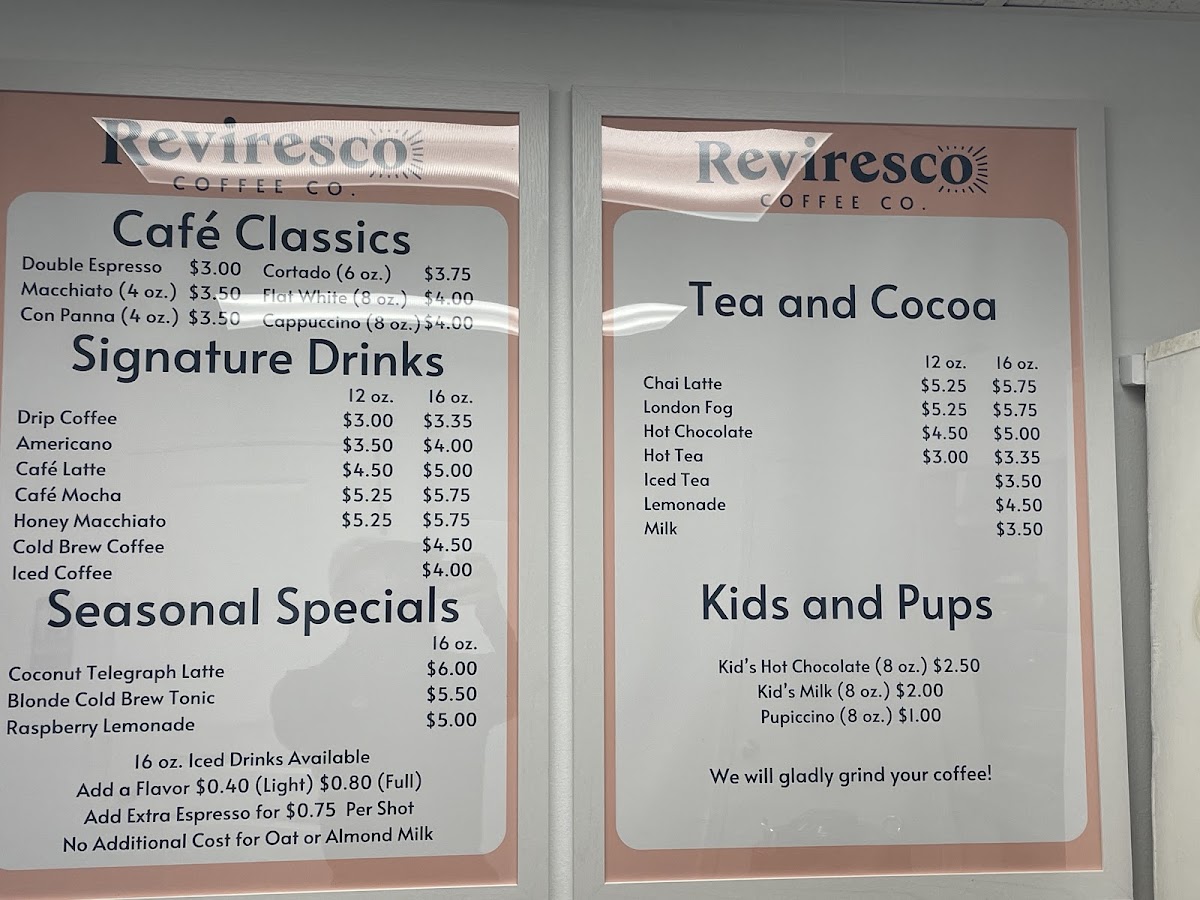 Reviresco
COFFEE CO.
Café Classics
Double Espresso $3.00 Cortado (6 oz.) $3.75
Macchiato (4 oz.) $3.50 Flat White (8 oz.) $4.00
Con Panna (4 oz.) $3.50 Cappuccino (8 oz.) $4.00
Signature Drinks
12 oz. 16 oz.
Drip Coffee $3.00 $3.35
Americano $3.50 $4.00
Café Latte $4.50 $5.00
Café Mocha $5.25 $5.75
Honey Macchiato $5.25 $5.75
Cold Brew Coffee $4.50
Iced Coffee $4.00
Seasonal Specials
16 oz.
Coconut Telegraph Latte $6.00
Blonde Cold Brew Tonic $5.50
Raspberry Lemonade $5.00
16 oz. Iced Drinks Available
Add a Flavor $0.40 (Light) $0.80 (Full)
Add Extra Espresso for $0.75 Per Shot
No Additional Cost for Oat or Almond Milk
Reviresco
COFFEE CO.
Tea and Cocoa
12 oz. 16 oz.
Chai Latte $5.25 $5.75
London Fog $5.25 $5.75
Hot Chocolate $4.50 $5.00
Hot Tea $3.00 $3.35
Iced Tea $3.50
Lemonade $4.50
Milk $3.50
Kids and Pups
Kid's Hot Chocolate (8 oz.) $2.50
Kid's Milk (8 oz.) $2.00
Pupiccino (8 oz.) $1.00
We will gladly grind your coffee!